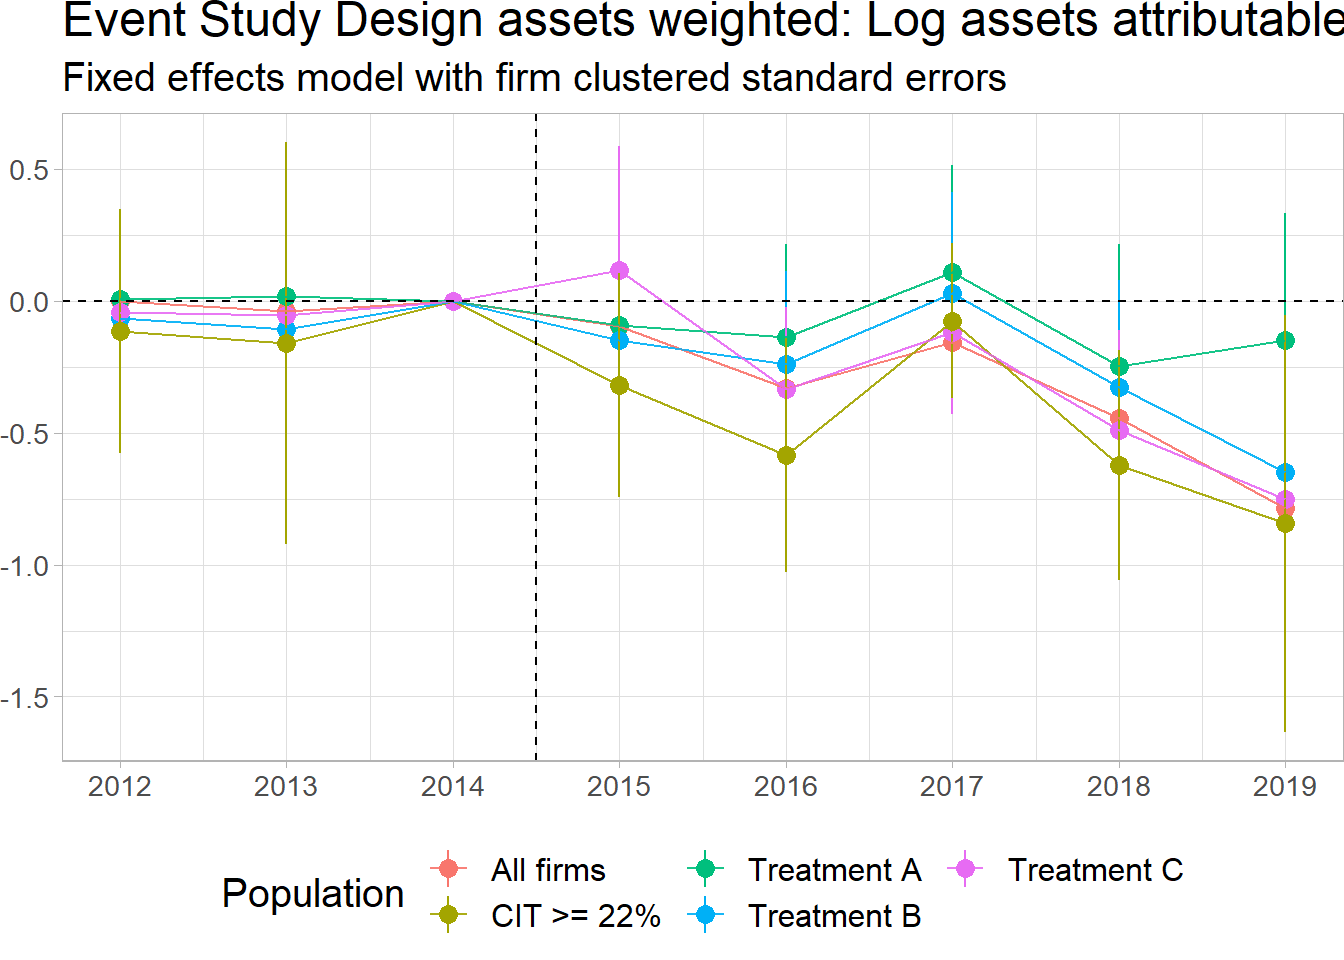 Event Study Design assets weighted: Log assets attributable
Fixed effects model with firm clustered standard errors
0.5
0.0
-0.5
-1.0
-1.5
2012 2013 2014 2015 2016 2017 2018 2019
Population
All firms Treatment A Treatment C
CIT >= 22% Treatment B